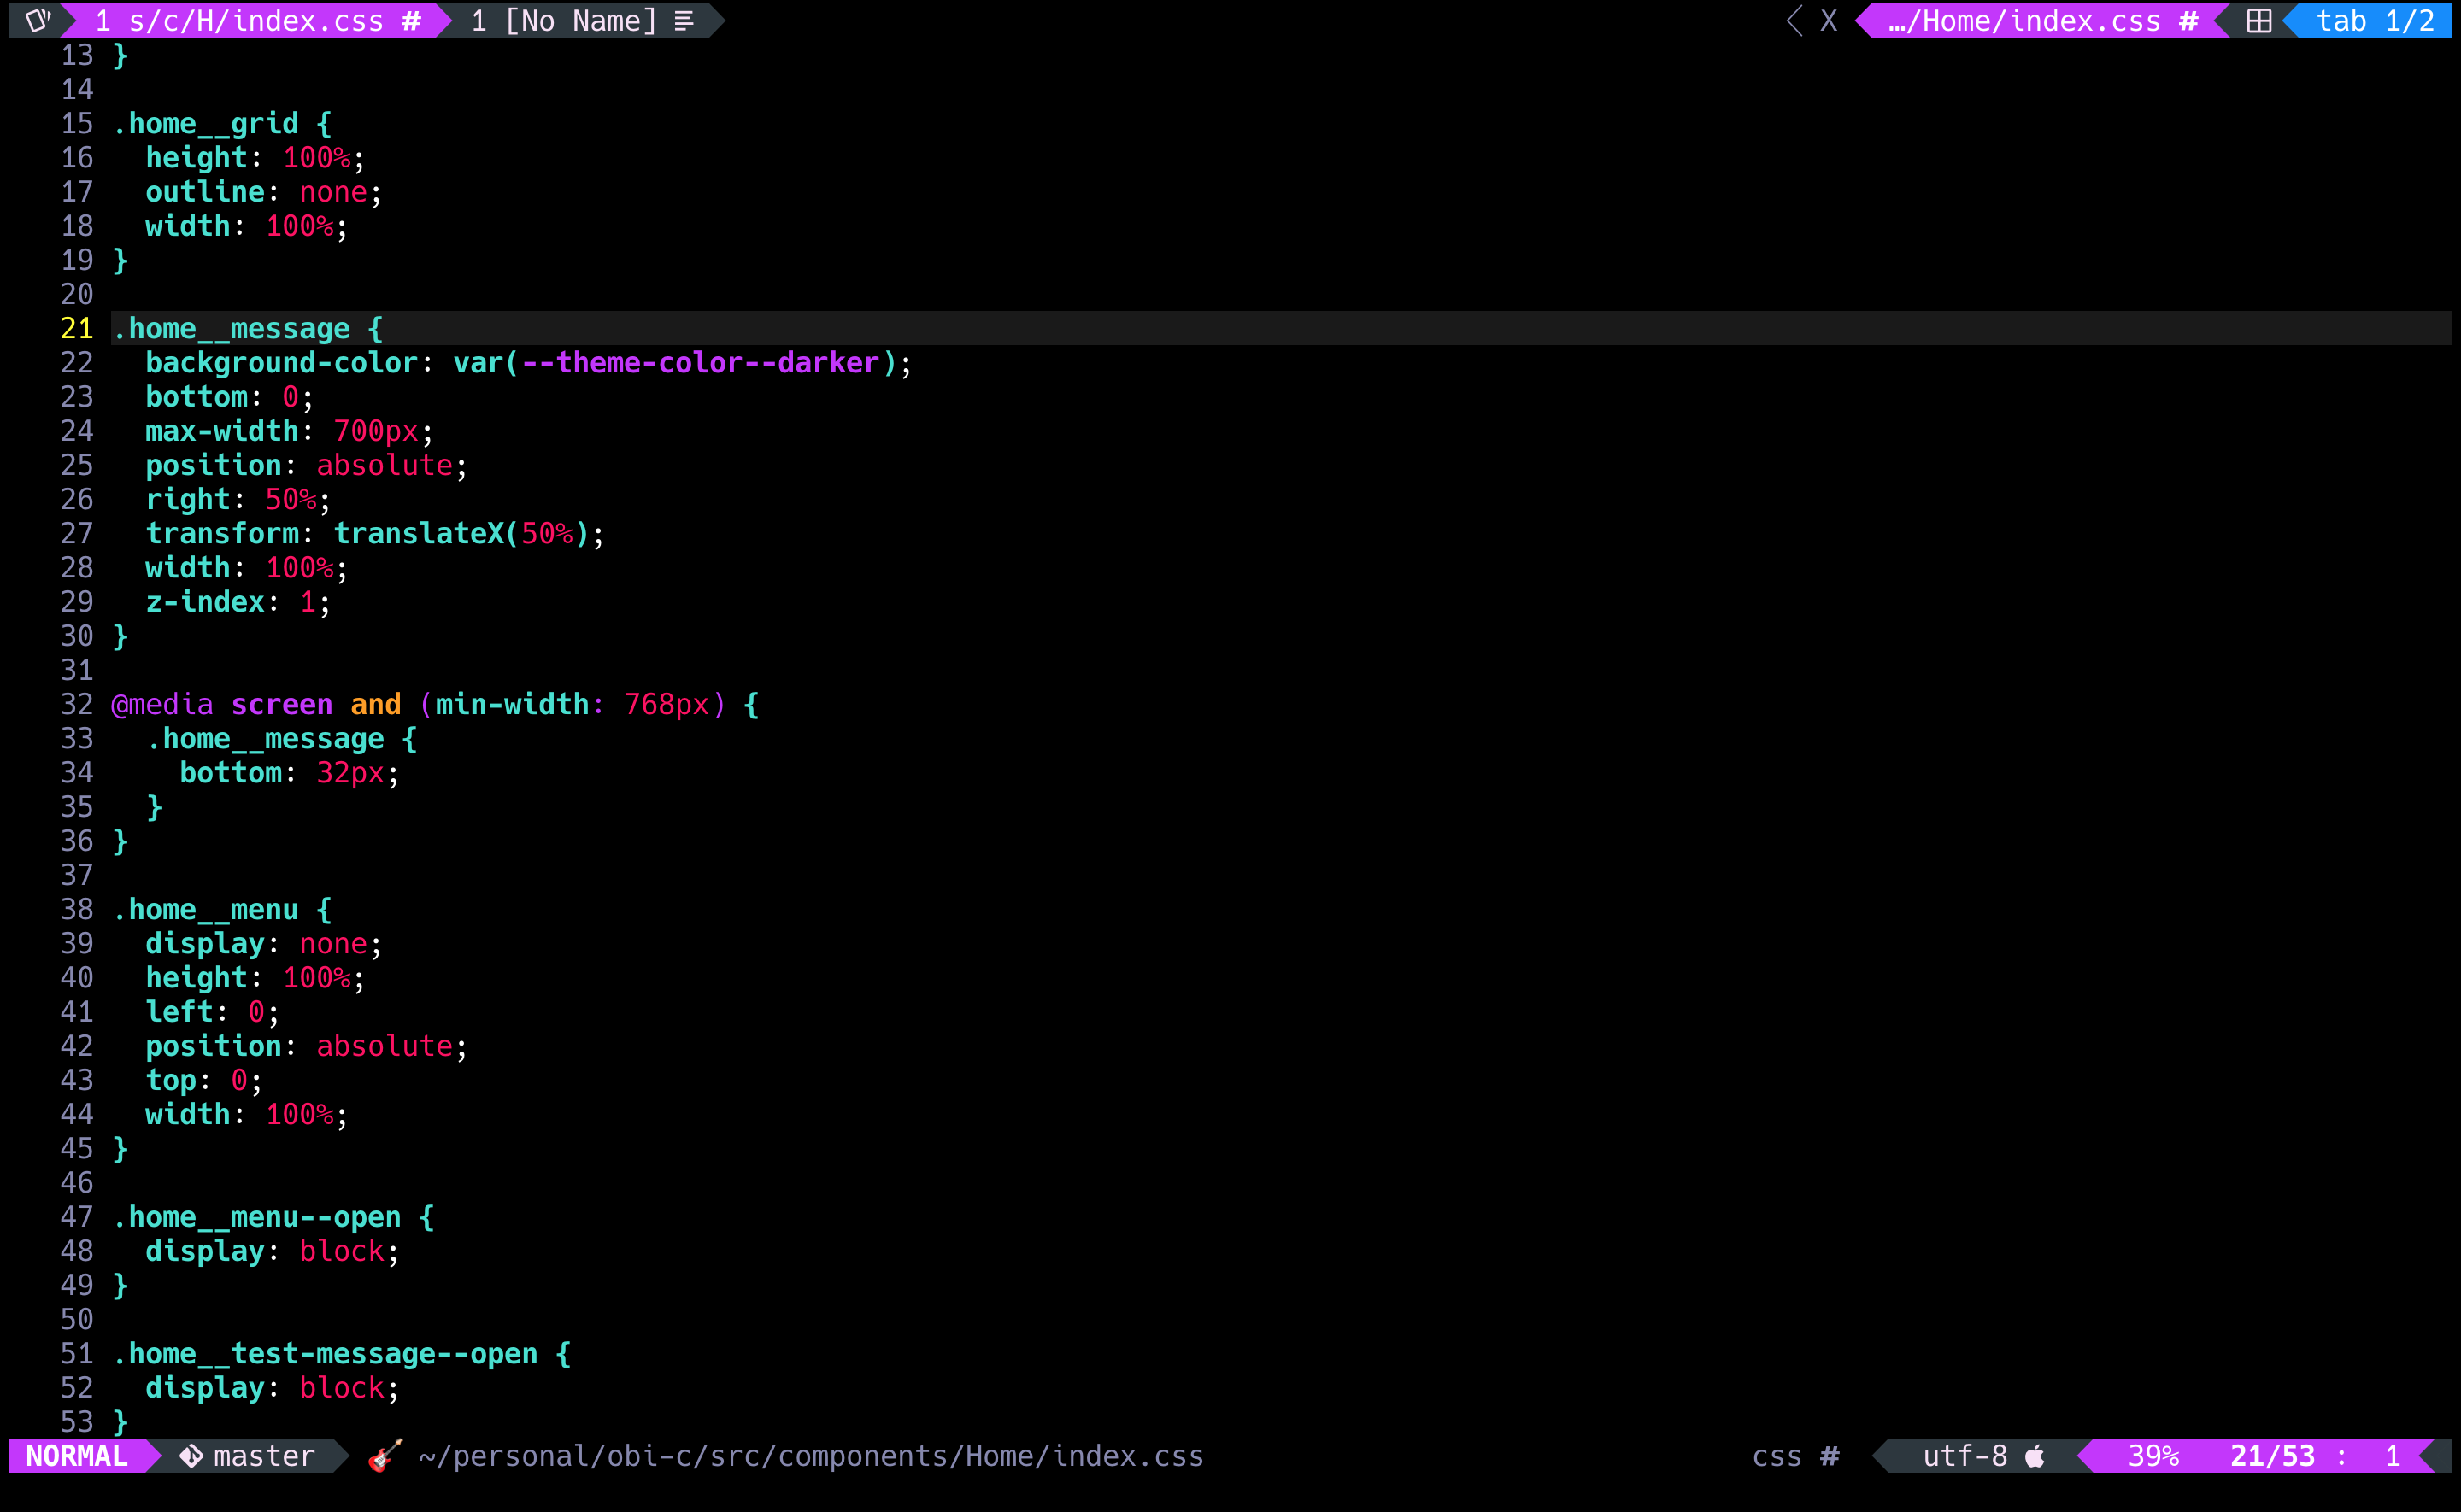 1 s/c/H/index.css # 1 [No Name] X …/Home/index.css # tab 1/2
13 }
14
15 .home__grid {
16   height: 100%;
17   outline: none;
18   width: 100%;
19 }
20
21 .home__message {
22   background-color: var(--theme-color--darker);
23   bottom: 0;
24   max-width: 700px;
25   position: absolute;
26   right: 50%;
27   transform: translateX(50%);
28   width: 100%;
29   z-index: 1;
30 }
31
32 @media screen and (min-width: 768px) {
33   .home__message {
34     bottom: 32px;
35   }
36 }
37
38 .home__menu {
39   display: none;
40   height: 100%;
41   left: 0;
42   position: absolute;
43   top: 0;
44   width: 100%;
45 }
46
47 .home__menu--open {
48   display: block;
49 }
50
51 .home__test-message--open {
52   display: block;
53 }
NORMAL master 🎸 ~/personal/obi-c/src/components/Home/index.css css # utf-8 39% 21/53 : 1